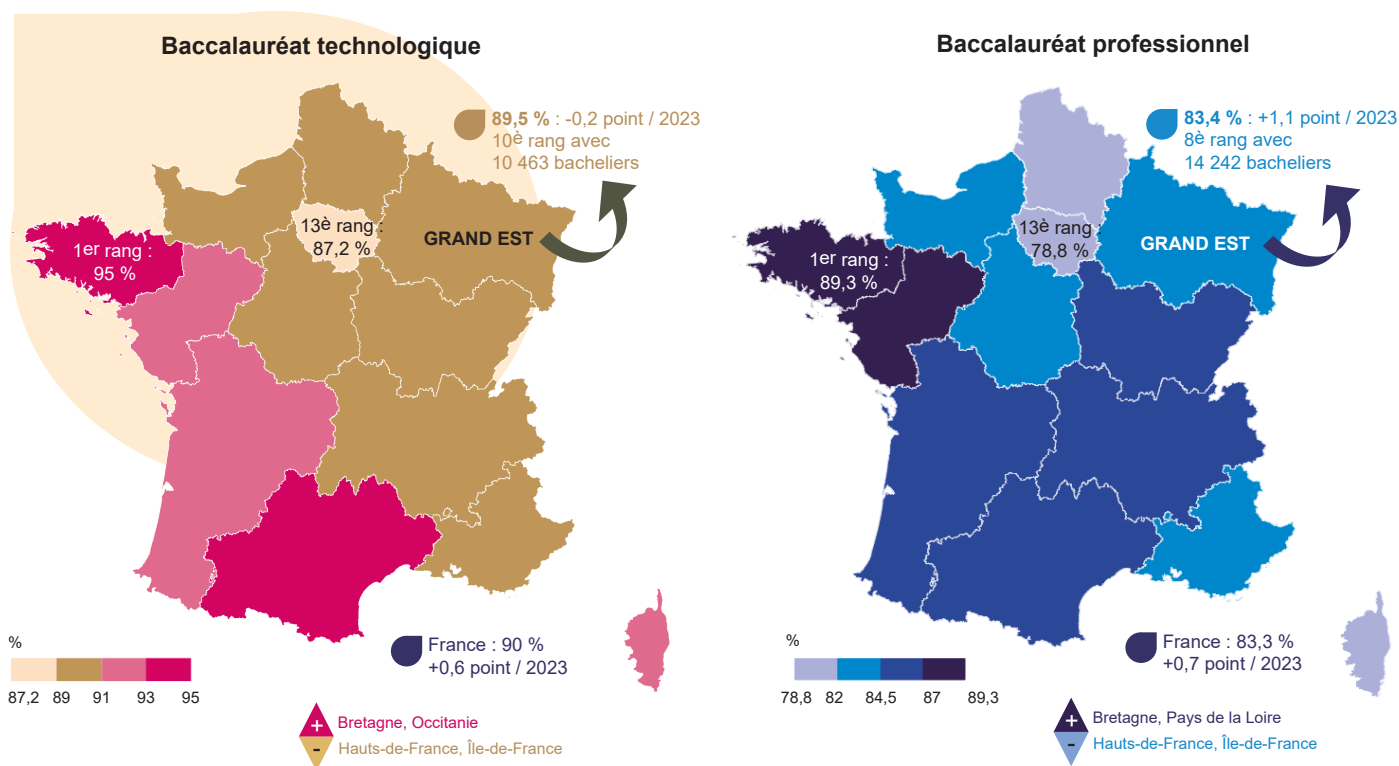 Baccalauréat technologique
89,5 % : -0,2 point / 2023
10è rang avec
10 463 bacheliers
13è rang :
87,2 %
GRAND EST
1er rang :
95 %
%
87,2 89 91 93 95
France : 90 %
+0,6 point / 2023
+ Bretagne, Occitanie
- Hauts-de-France, Île-de-France
Baccalauréat professionnel
83,4 % : +1,1 point / 2023
8è rang avec
14 242 bacheliers
13è rang :
78,8 %
GRAND EST
1er rang :
89,3 %
%
78,8 82 84,5 87 89,3
France : 83,3 %
+0,7 point / 2023
+ Bretagne, Pays de la Loire
- Hauts-de-France, Île-de-France